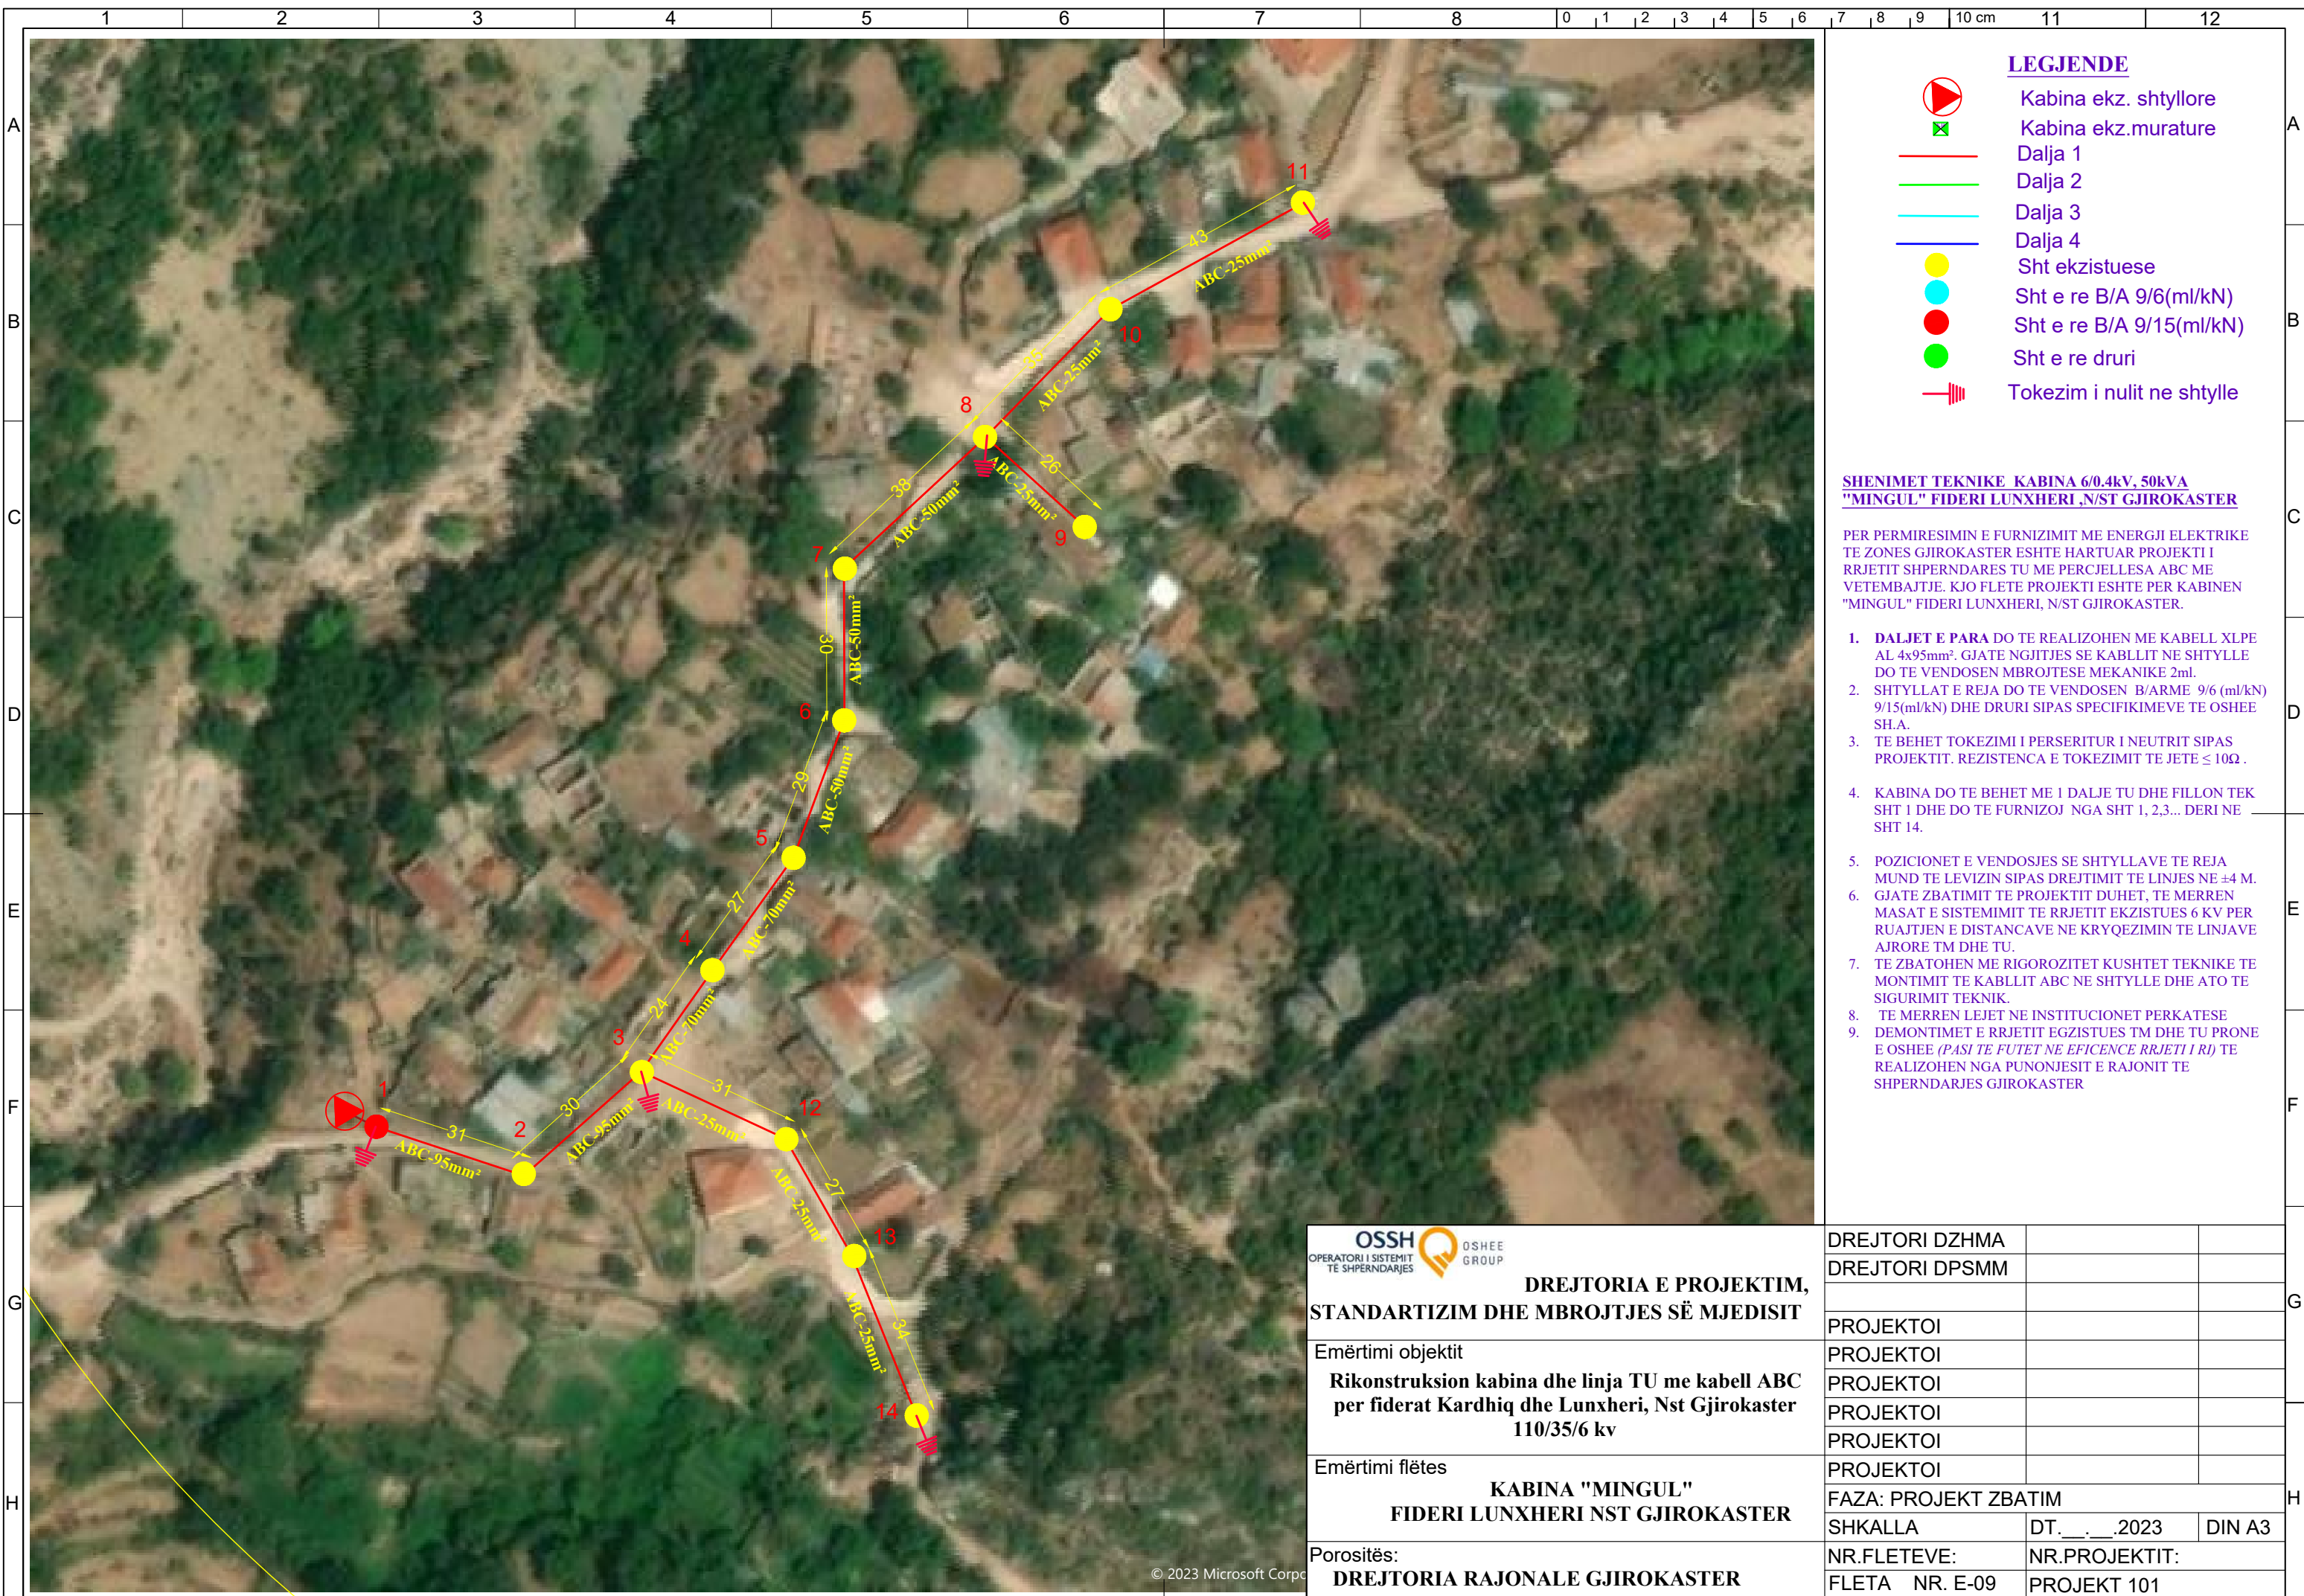 1 2 3 4 5 6 7 8 0 1 2 3 4 5 6 7 8 9 10 cm 11 12
A
B
C
D
E
F
G
H
A
B
C
D
E
F
G
H
11
43
ABC-25mm²
10
35
ABC-25mm²
8
26
ABC-25mm²
9
38
ABC-50mm²
7
30
ABC-50mm²
6
29
ABC-50mm²
5
27
ABC-70mm²
4
24
ABC-70mm²
3
31
ABC-25mm²
12
30
ABC-95mm²
1
31
ABC-95mm²
2
27
ABC-25mm²
13
34
ABC-25mm²
14
© 2023 Microsoft Corpo
LEGJENDE
Kabina ekz. shtyllore
Kabina ekz.murature
Dalja 1
Dalja 2
Dalja 3
Dalja 4
Sht ekzistuese
Sht e re B/A 9/6(ml/kN)
Sht e re B/A 9/15(ml/kN)
Sht e re druri
Tokezim i nulit ne shtylle
SHENIMET TEKNIKE KABINA 6/0.4kV, 50kVA
"MINGUL" FIDERI LUNXHERI ,N/ST GJIROKASTER
PER PERMIRESIMIN E FURNIZIMIT ME ENERGJI ELEKTRIKE
TE ZONES GJIROKASTER ESHTE HARTUAR PROJEKTI I
RRJETIT SHPERNDARES TU ME PERCJELLESA ABC ME
VETEMBAJTJE. KJO FLETE PROJEKTI ESHTE PER KABINEN
"MINGUL" FIDERI LUNXHERI, N/ST GJIROKASTER.
1. DALJET E PARA DO TE REALIZOHEN ME KABELL XLPE
AL 4x95mm². GJATE NGJITJES SE KABLLIT NE SHTYLLE
DO TE VENDOSEN MBROJTESE MEKANIKE 2ml.
2. SHTYLLAT E REJA DO TE VENDOSEN B/ARME 9/6 (ml/kN)
9/15(ml/kN) DHE DRURI SIPAS SPECIFIKIMEVE TE OSHEE
SH.A.
3. TE BEHET TOKEZIMI I PERSERITUR I NEUTRIT SIPAS
PROJEKTIT. REZISTENCA E TOKEZIMIT TE JETE ≤ 10Ω .
4. KABINA DO TE BEHET ME 1 DALJE TU DHE FILLON TEK
SHT 1 DHE DO TE FURNIZOJ NGA SHT 1, 2,3... DERI NE
SHT 14.
5. POZICIONET E VENDOSJES SE SHTYLLAVE TE REJA
MUND TE LEVIZIN SIPAS DREJTIMIT TE LINJES NE ±4 M.
6. GJATE ZBATIMIT TE PROJEKTIT DUHET, TE MERREN
MASAT E SISTEMIMIT TE RRJETIT EKZISTUES 6 KV PER
RUAJTJEN E DISTANCAVE NE KRYQEZIMIN TE LINJAVE
AJRORE TM DHE TU.
7. TE ZBATOHEN ME RIGOROZITET KUSHTET TEKNIKE TE
MONTIMIT TE KABLLIT ABC NE SHTYLLE DHE ATO TE
SIGURIMIT TEKNIK.
8. TE MERREN LEJET NE INSTITUCIONET PERKATESE
9. DEMONTIMET E RRJETIT EGZISTUES TM DHE TU PRONE
E OSHEE (PASI TE FUTET NE EFICENCE RRJETI I RI) TE
REALIZOHEN NGA PUNONJESIT E RAJONIT TE
SHPERNDARJES GJIROKASTER
OSSH
OPERATORI I SISTEMIT
TË SHPËRNDARJES
OSHEE
GROUP
DREJTORIA E PROJEKTIM,
STANDARTIZIM DHE MBROJTJES SË MJEDISIT
Emërtimi objektit
Rikonstruksion kabina dhe linja TU me kabell ABC
per fiderat Kardhiq dhe Lunxheri, Nst Gjirokaster
110/35/6 kv
Emërtimi flëtes
KABINA "MINGUL"
FIDERI LUNXHERI NST GJIROKASTER
Porositës:
DREJTORIA RAJONALE GJIROKASTER
DREJTORI DZHMA
DREJTORI DPSMM
PROJEKTOI
PROJEKTOI
PROJEKTOI
PROJEKTOI
PROJEKTOI
PROJEKTOI
FAZA: PROJEKT ZBATIM
SHKALLA DT.__.__.2023 DIN A3
NR.FLETEVE: NR.PROJEKTIT:
FLETA NR. E-09 PROJEKT 101